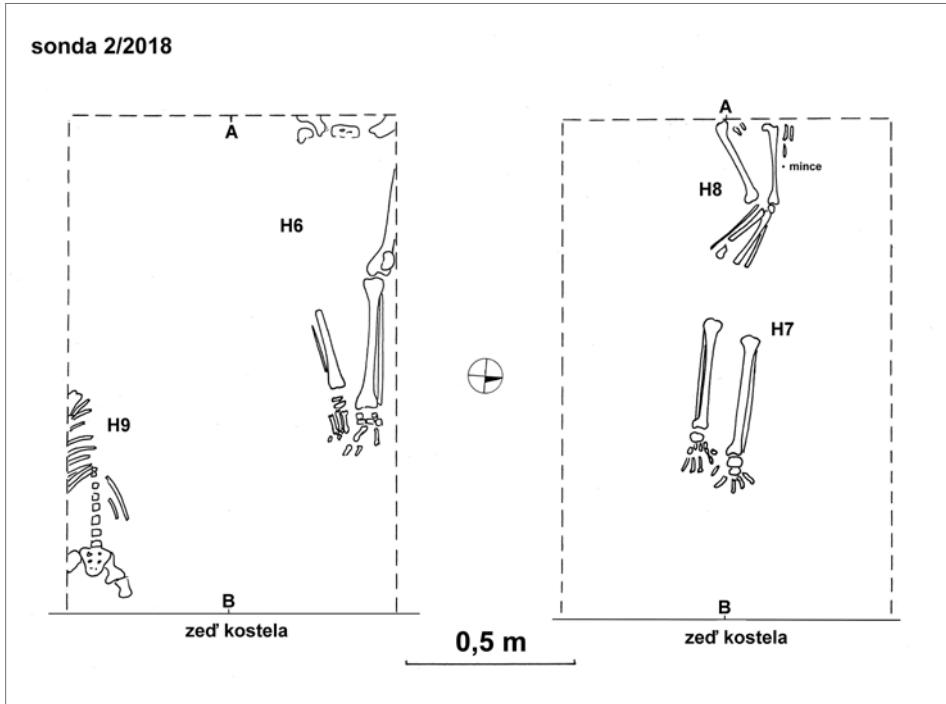 sonda 2/2018
A
H6
H9
B
zeď kostela
0,5 m
A
mince
H8
H7
B
zeď kostela